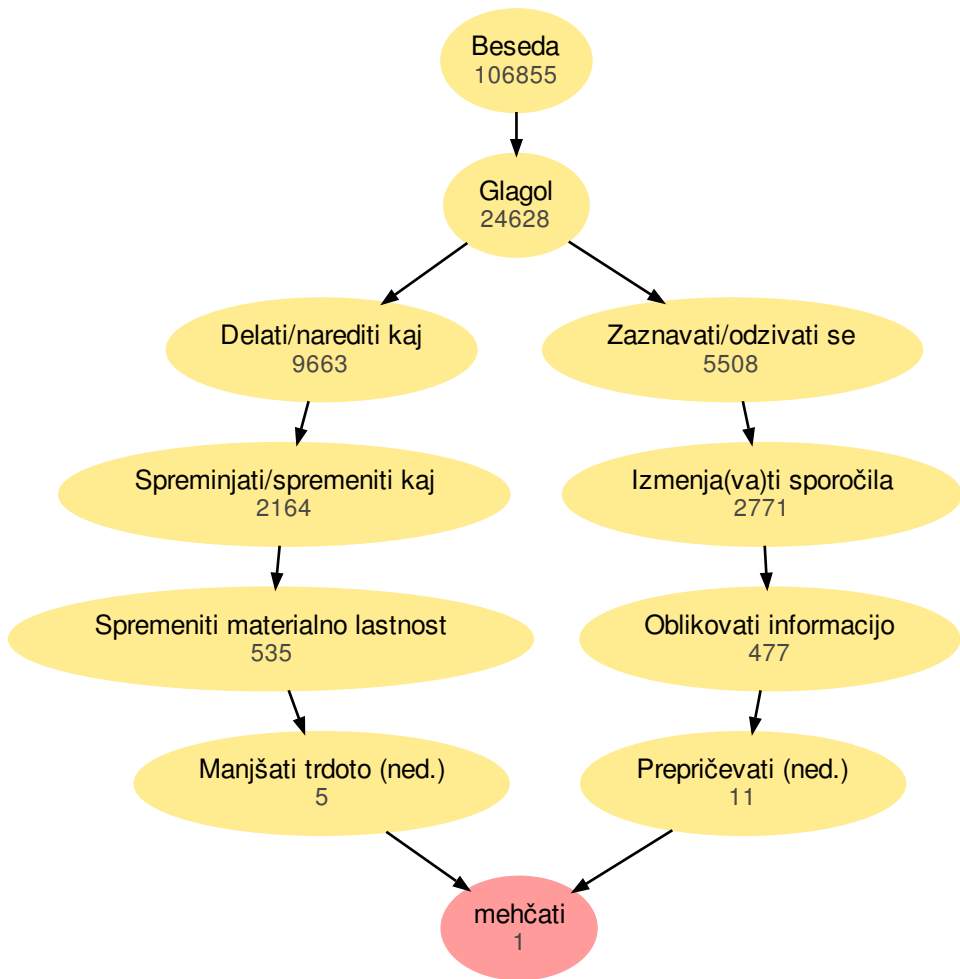 Beseda
106855
Glagol
24628
Delati/narediti kaj
9663
Zaznavati/odzivati se
5508
Spreminjati/spremeniti kaj
2164
Izmenja(va)ti sporočila
2771
Spremeniti materialno lastnost
535
Oblikovati informacijo
477
Manjšati trdoto (ned.)
5
Prepričevati (ned.)
11
mehčati
1